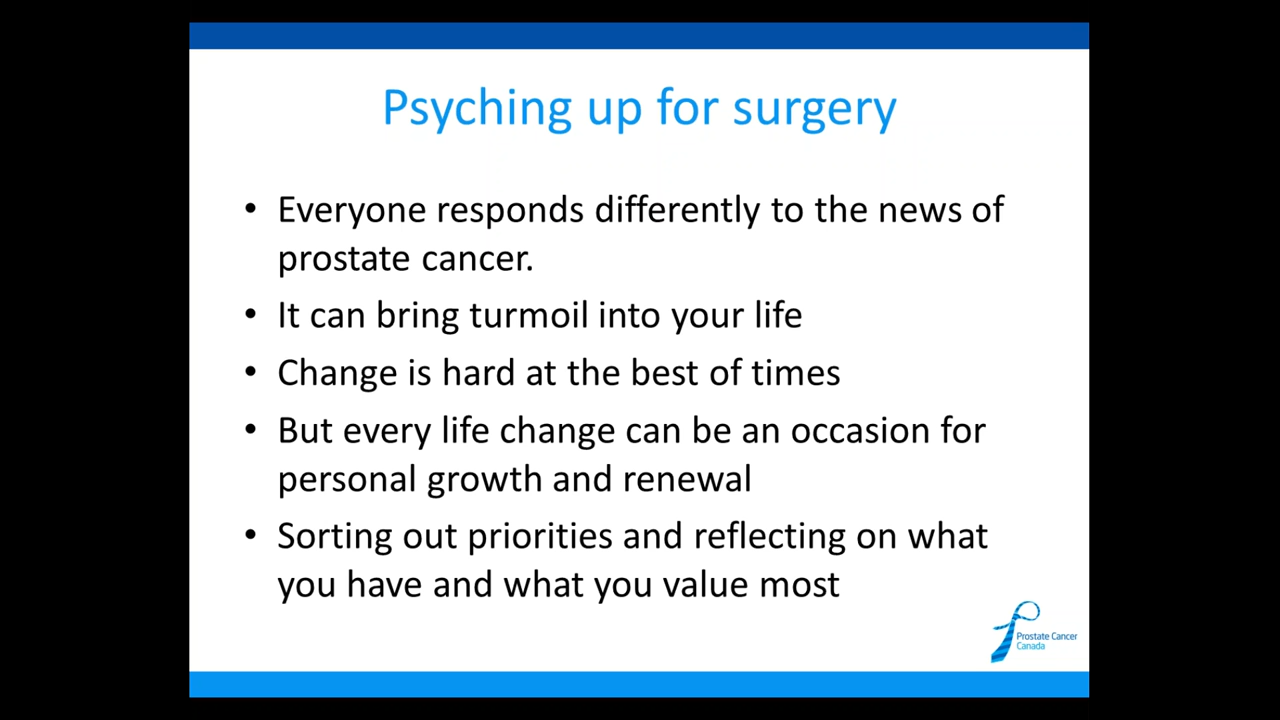 Psyching up for surgery
• Everyone responds differently to the news of
prostate cancer.
• It can bring turmoil into your life
• Change is hard at the best of times
• But every life change can be an occasion for
personal growth and renewal
• Sorting out priorities and reflecting on what
you have and what you value most
Prostate Cancer
Canada